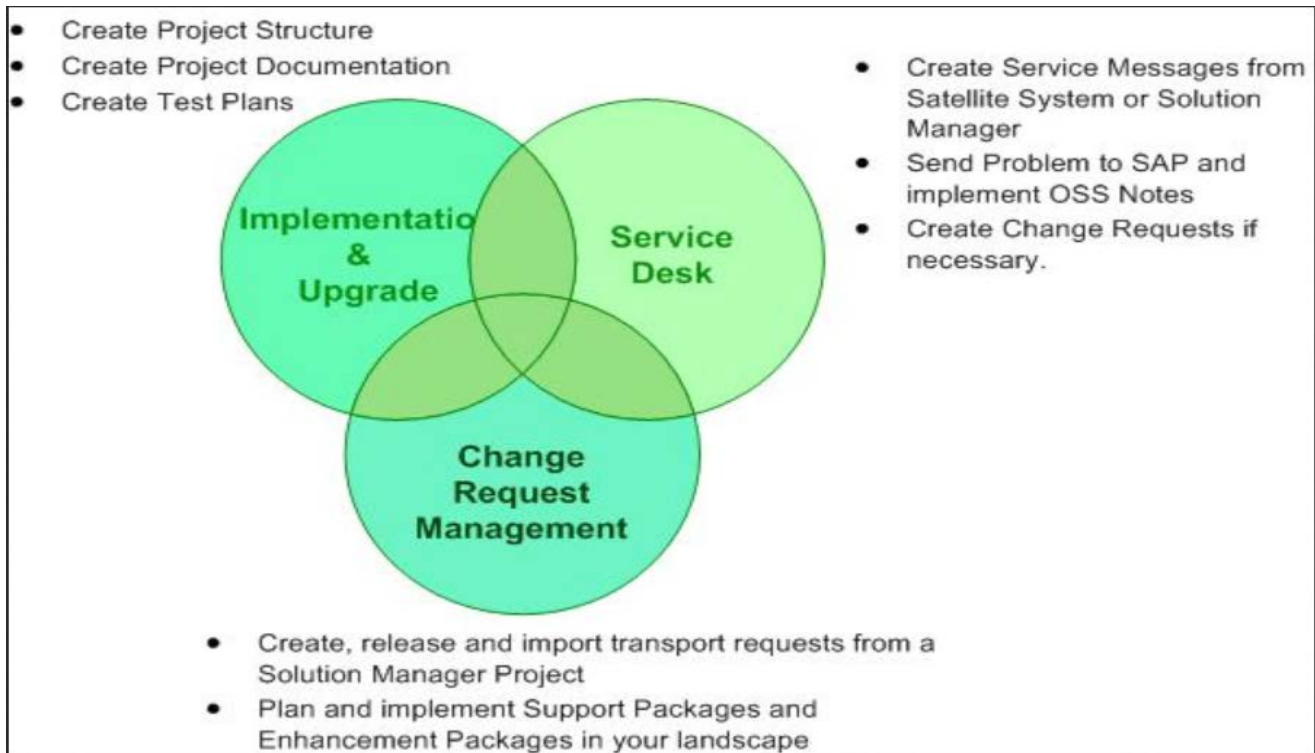 • Create Project Structure
• Create Project Documentation
• Create Test Plans
• Create Service Messages from
Satellite System or Solution
Manager
• Send Problem to SAP and
implement OSS Notes
• Create Change Requests if
necessary.
Implementatio
&
Upgrade
Service
Desk
Change
Request
Management
• Create, release and import transport requests from a
Solution Manager Project
• Plan and implement Support Packages and
Enhancement Packages in your landscape